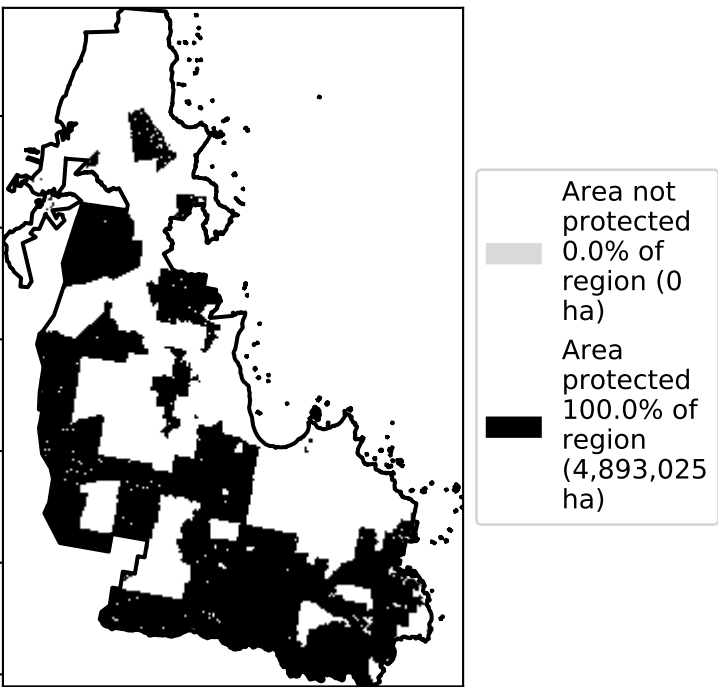 Area not
protected
0.0% of
region (0
ha)
Area
protected
100.0% of
region
(4,893,025
ha)